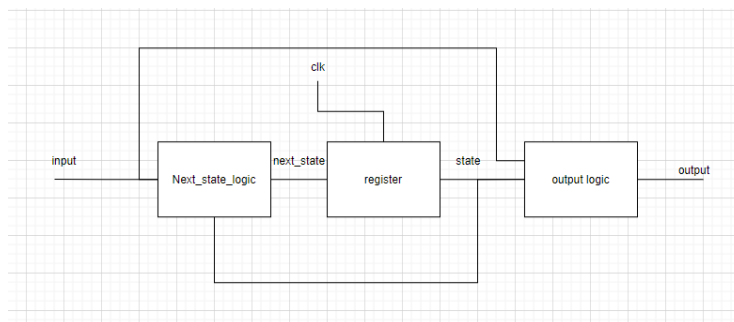 clk
input
next_state
state
output
Next_state_logic
register
output logic